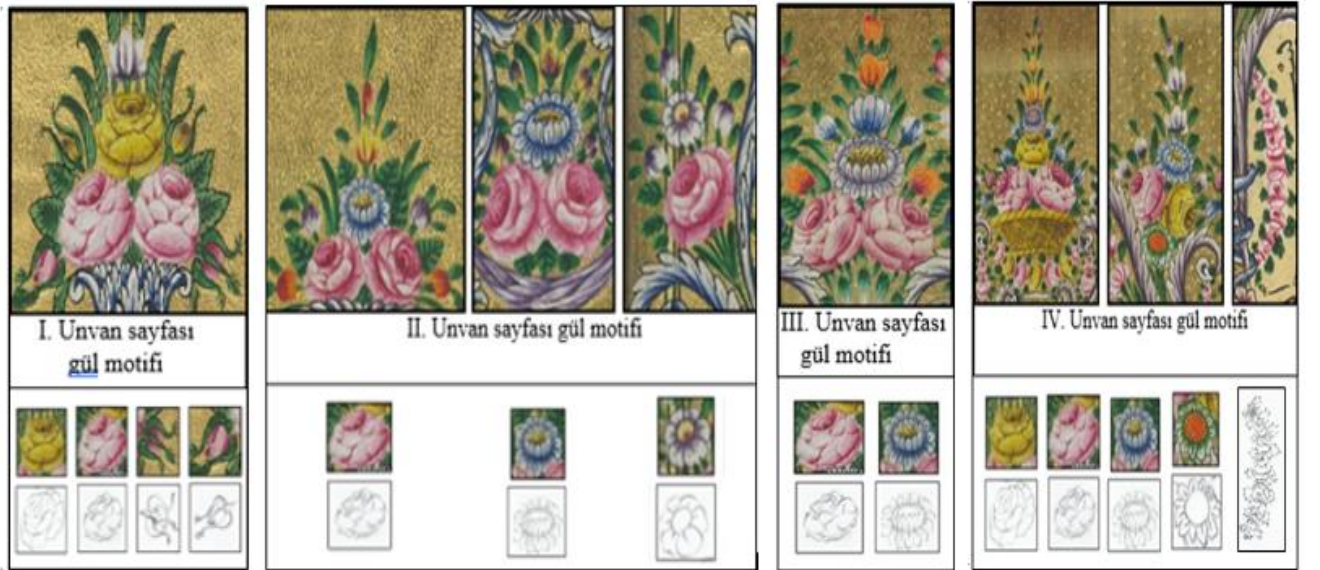 I. Unvan sayfası
gül motifi
II. Unvan sayfası gül motifi
III. Unvan sayfası
gül motifi
IV. Unvan sayfası gül motifi